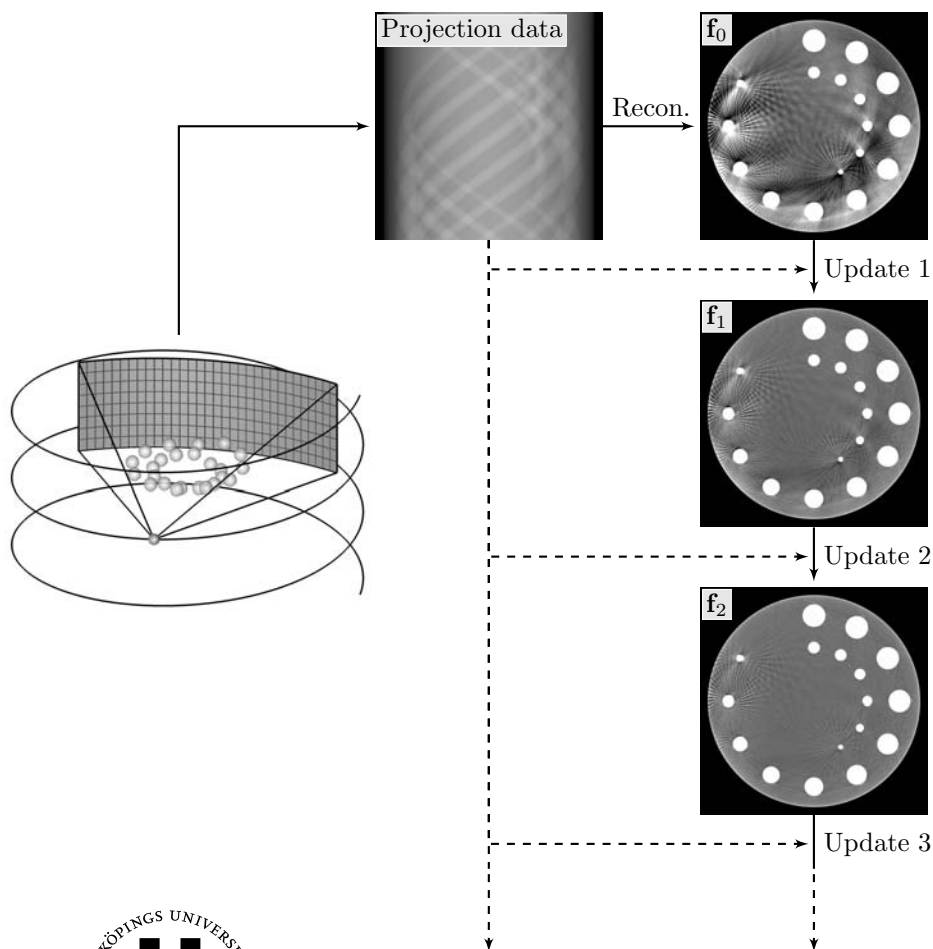 Projection data
f₀
Recon.
Update 1
f₁
Update 2
f₂
Update 3